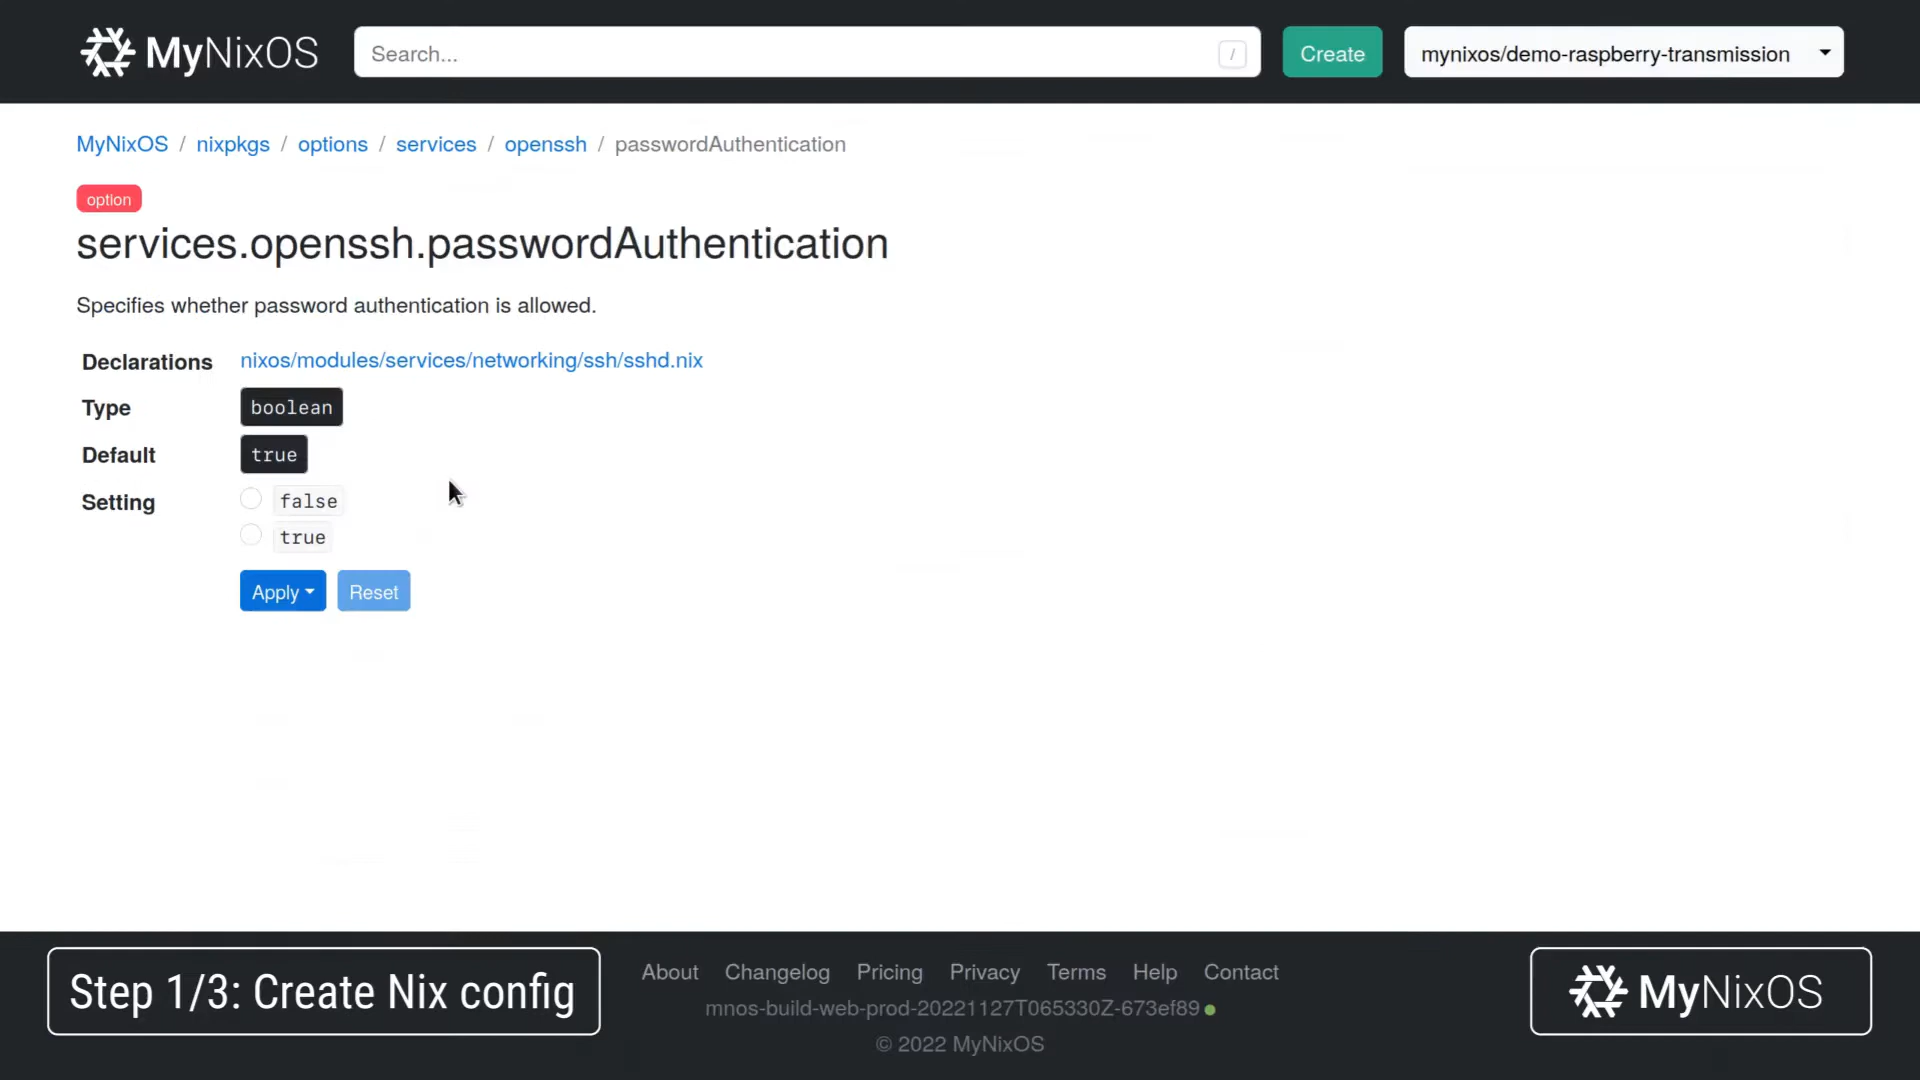 MyNixOS
Search...
/
Create
mynixos/demo-raspberry-transmission
MyNixOS / nixpkgs / options / services / openssh / passwordAuthentication
option
services.openssh.passwordAuthentication
Specifies whether password authentication is allowed.
Declarations nixos/modules/services/networking/ssh/sshd.nix
Type boolean
Default true
Setting false
true
Apply Reset
Step 1/3: Create Nix config
About Changelog Pricing Privacy Terms Help Contact
mnos-build-web-prod-20221127T065330Z-673ef89
© 2022 MyNixOS
MyNixOS